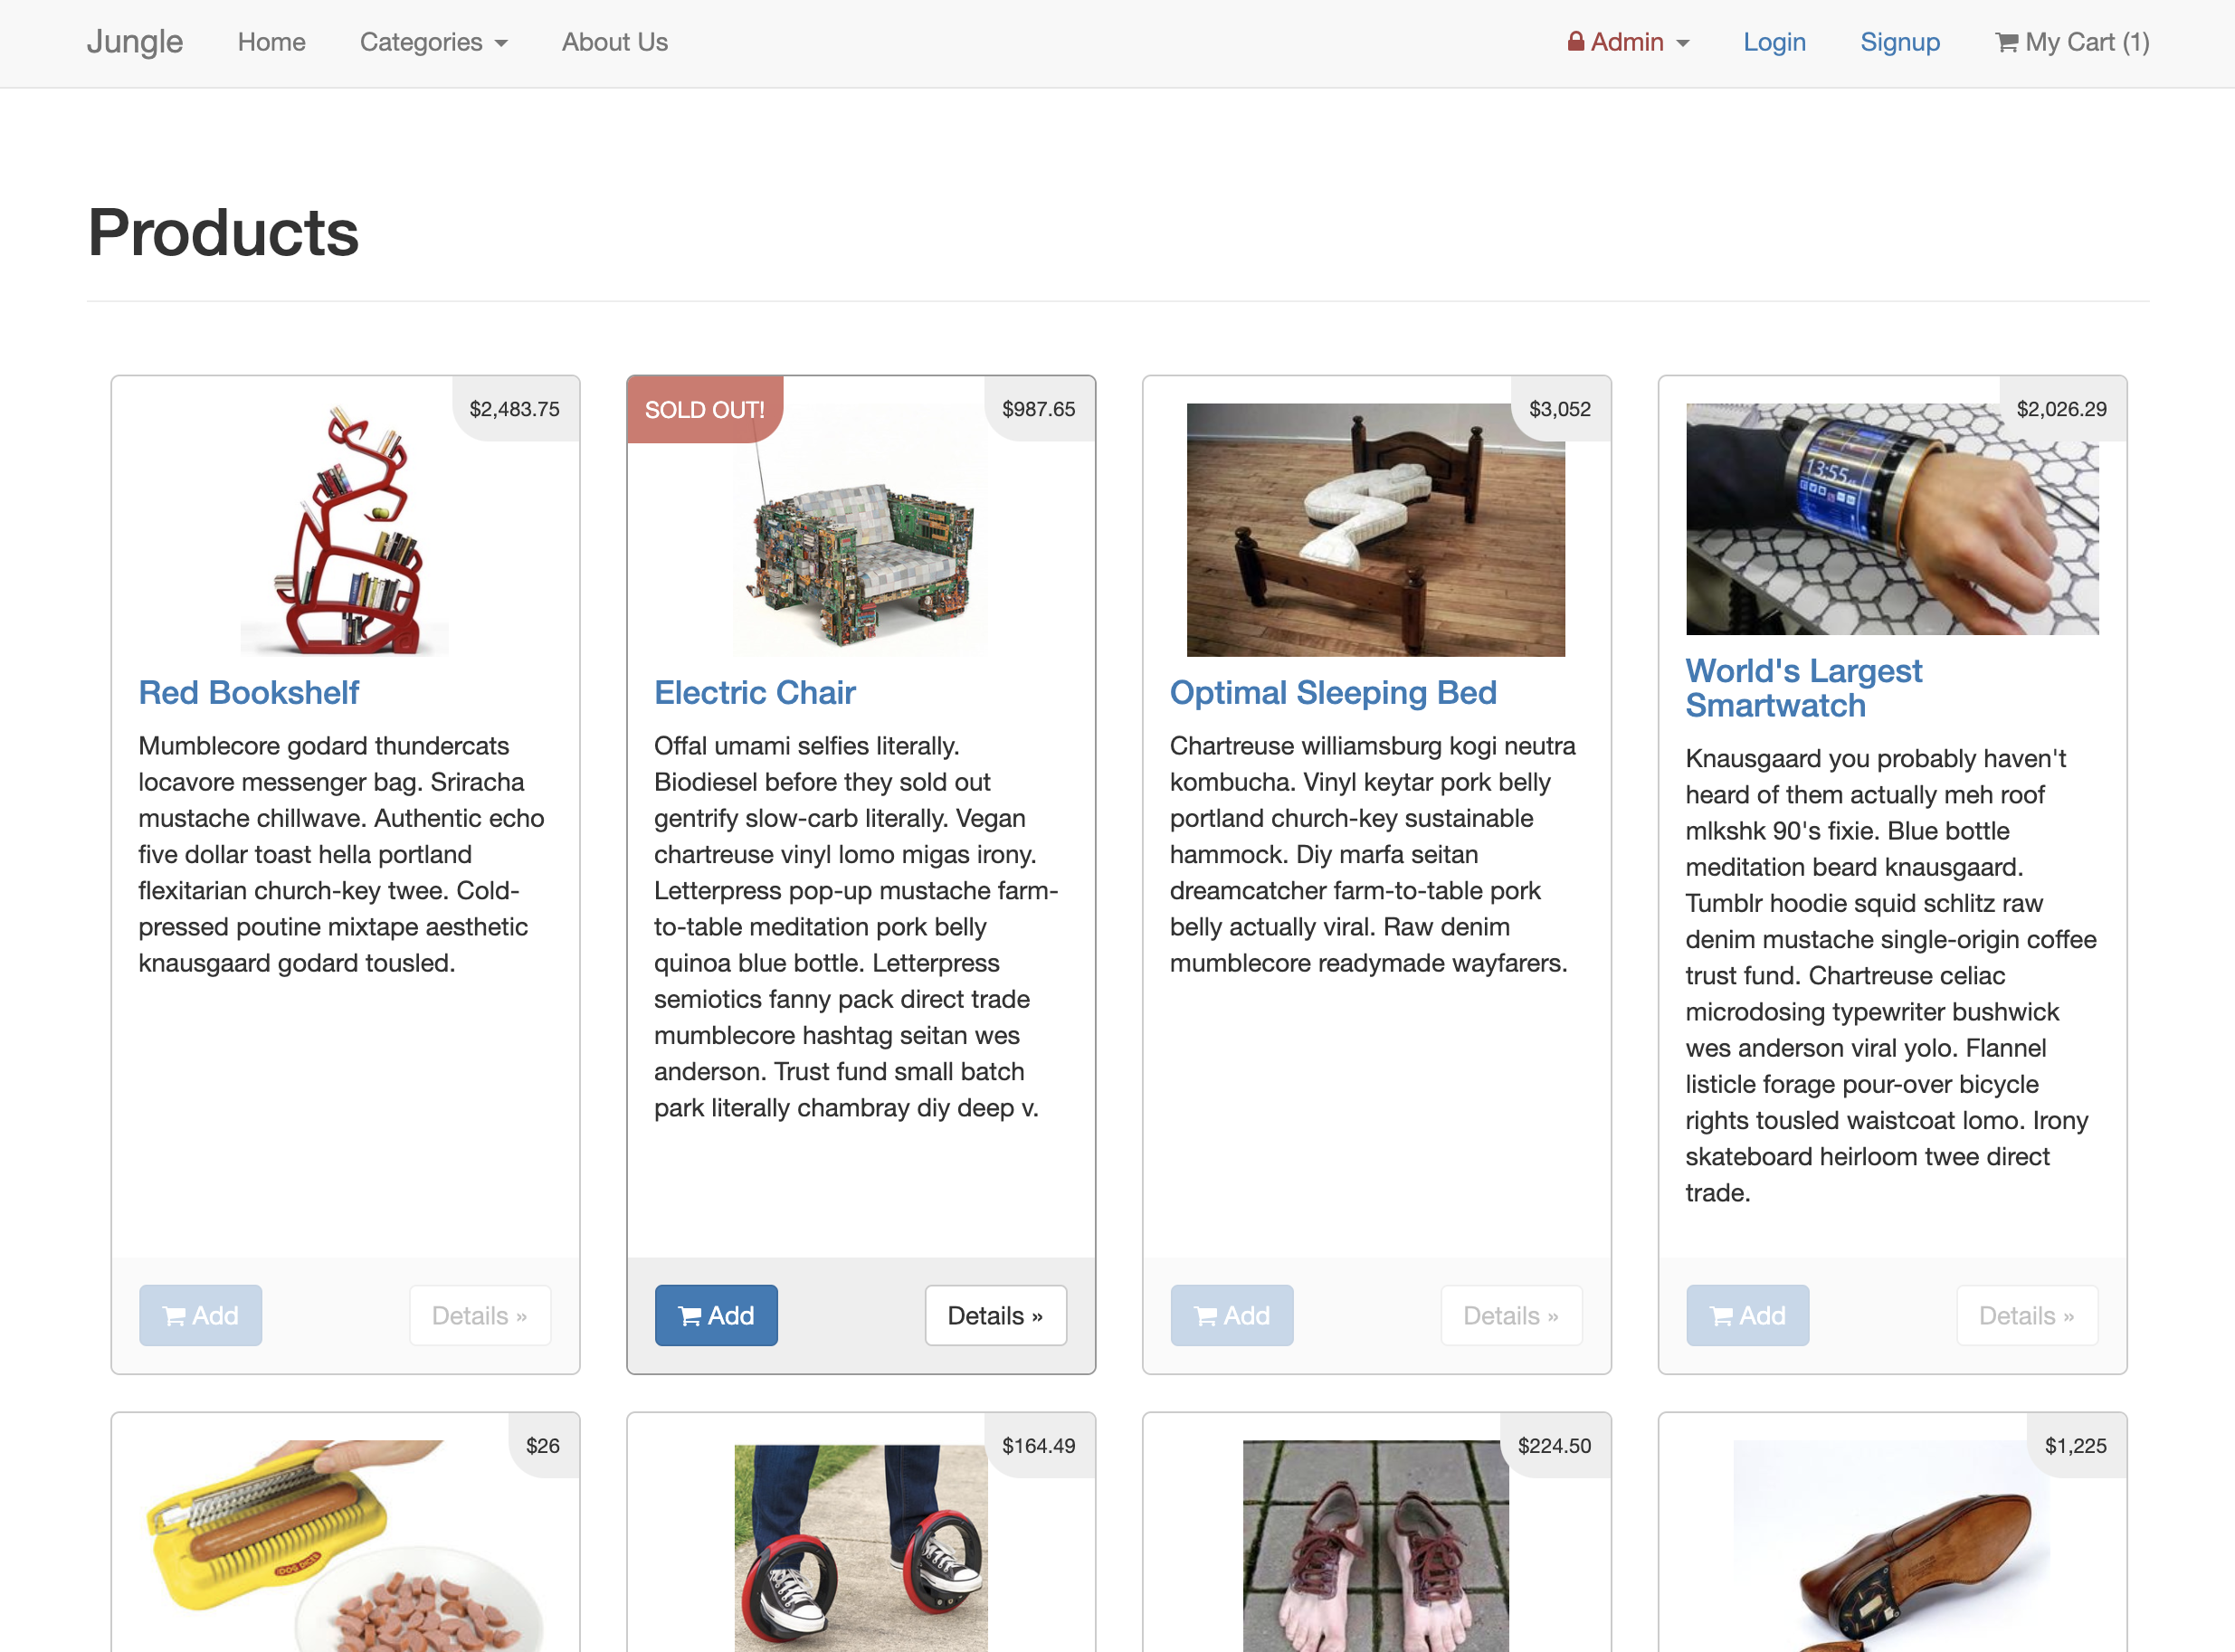 Jungle Home Categories About Us Admin Login Signup My Cart (1)
Products
$2,483.75
Red Bookshelf
Mumblecore godard thundercats
locavore messenger bag. Sriracha
mustache chillwave. Authentic echo
five dollar toast hella portland
flexitarian church-key twee. Cold-
pressed poutine mixtape aesthetic
knausgaard godard tousled.
Add Details »
SOLD OUT! $987.65
Electric Chair
Offal umami selfies literally.
Biodiesel before they sold out
gentrify slow-carb literally. Vegan
chartreuse vinyl lomo migas irony.
Letterpress pop-up mustache farm-
to-table meditation pork belly
quinoa blue bottle. Letterpress
semiotics fanny pack direct trade
mumblecore hashtag seitan wes
anderson. Trust fund small batch
park literally chambray diy deep v.
Add Details »
$3,052
Optimal Sleeping Bed
Chartreuse williamsburg kogi neutra
kombucha. Vinyl keytar pork belly
portland church-key sustainable
hammock. Diy marfa seitan
dreamcatcher farm-to-table pork
belly actually viral. Raw denim
mumblecore readymade wayfarers.
Add Details »
$2,026.29
13:55
World's Largest
Smartwatch
Knausgaard you probably haven't
heard of them actually meh roof
mlkshk 90's fixie. Blue bottle
meditation beard knausgaard.
Tumblr hoodie squid schlitz raw
denim mustache single-origin coffee
trust fund. Chartreuse celiac
microdosing typewriter bushwick
wes anderson viral yolo. Flannel
listicle forage pour-over bicycle
rights tousled waistcoat lomo. Irony
skateboard heirloom twee direct
trade.
Add Details »
$26
DOG DICER
$164.49
$224.50
$1,225